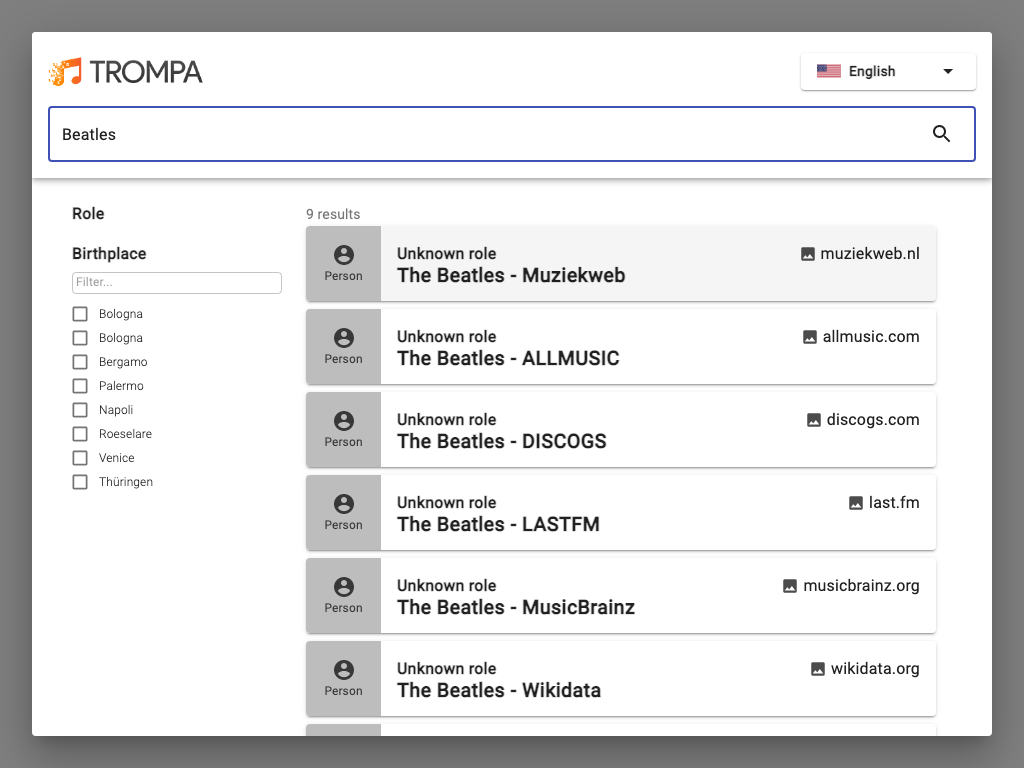 TROMPA
English
Beatles
Role
Birthplace
Filter...
Bologna
Bologna
Bergamo
Palermo
Napoli
Roeselare
Venice
Thüringen
9 results
Person
Unknown role
muziekweb.nl
The Beatles - Muziekweb
Person
Unknown role
allmusic.com
The Beatles - ALLMUSIC
Person
Unknown role
discogs.com
The Beatles - DISCOGS
Person
Unknown role
last.fm
The Beatles - LASTFM
Person
Unknown role
musicbrainz.org
The Beatles - MusicBrainz
Person
Unknown role
wikidata.org
The Beatles - Wikidata